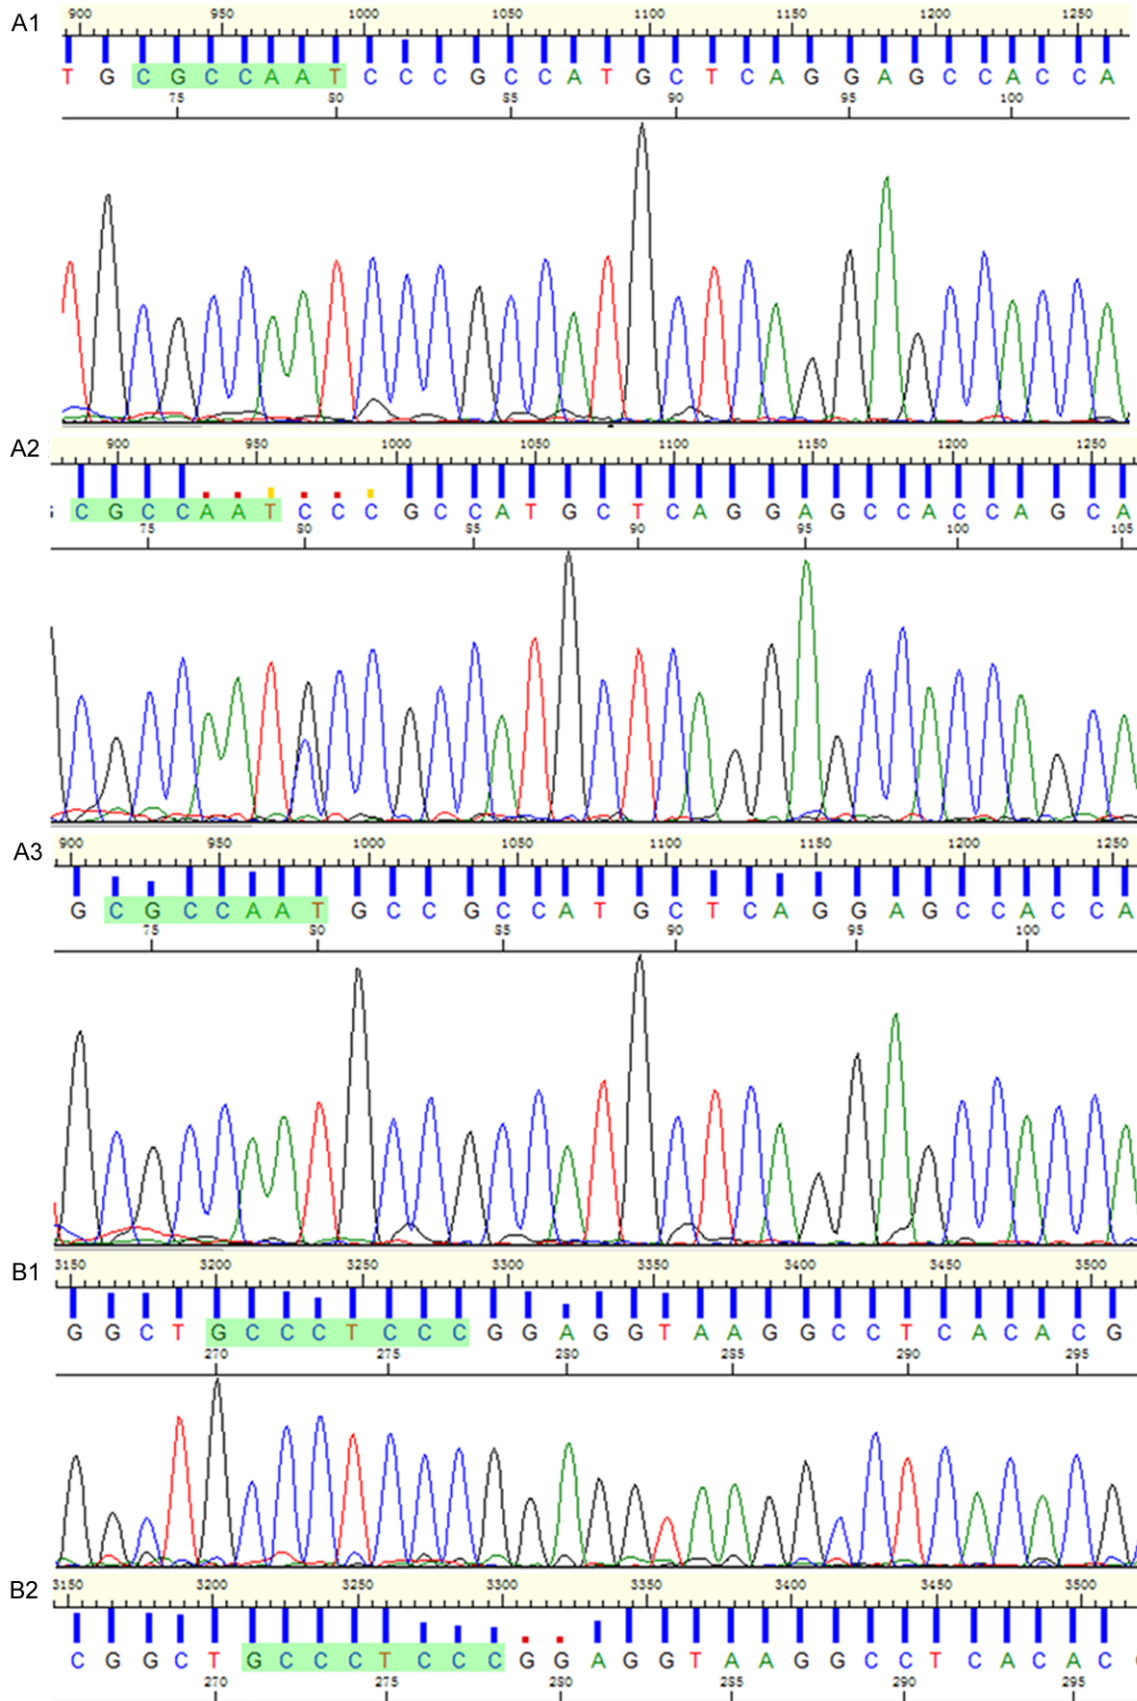 A1
900 950 1000 1050 1100 1150 1200 1250
T G C G C C A A T C C C G C C A T G C T C A G G A G C C A C C A
75 80 85 90 95 100
A2
900 950 1000 1050 1100 1150 1200 1250
C G C C A A T C C C G C C A T G C T C A G G A G C C A C C A G C A
75 80 85 90 95 100 105
A3
900 950 1000 1050 1100 1150 1200 1250
G C G C C A A T G C C G C C A T G C T C A G G A G C C A C C A
75 80 85 90 95 100
B1
3150 3200 3250 3300 3350 3400 3450 3500
G G C T G C C C T C C C G G A G G T A A G G C C T C A C A C G
270 275 280 285 290 295
B2
3150 3200 3250 3300 3350 3400 3450 3500
C G G C T G C C C T C C C G G A G G T A A G G C C T C A C A C
270 275 280 285 290 295